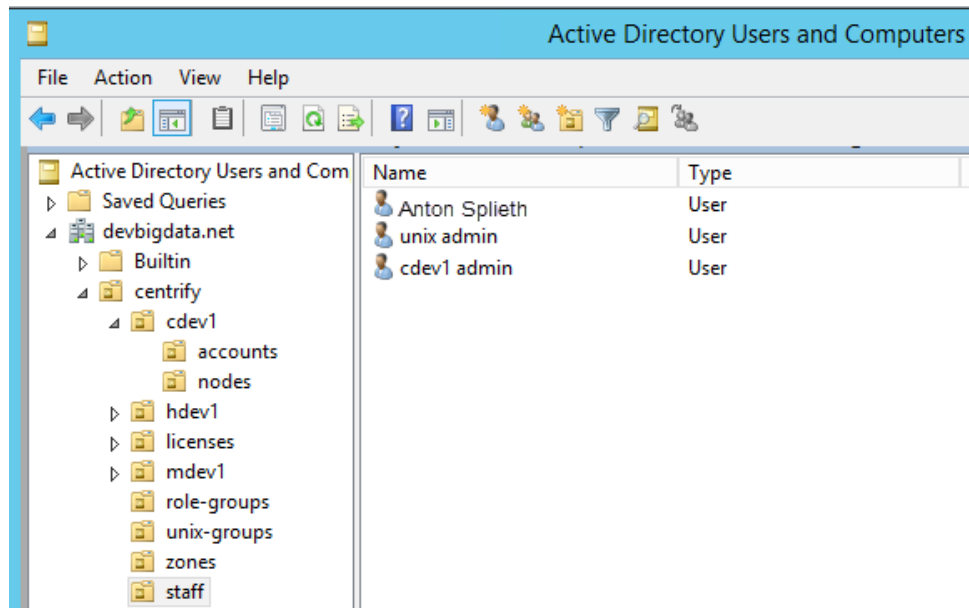 Active Directory Users and Computers
File Action View Help
Active Directory Users and Com
Saved Queries
devbigdata.net
Builtin
centrify
cdev1
accounts
nodes
hdev1
licenses
mdev1
role-groups
unix-groups
zones
staff
Name Type
Anton Splieth User
unix admin User
cdev1 admin User